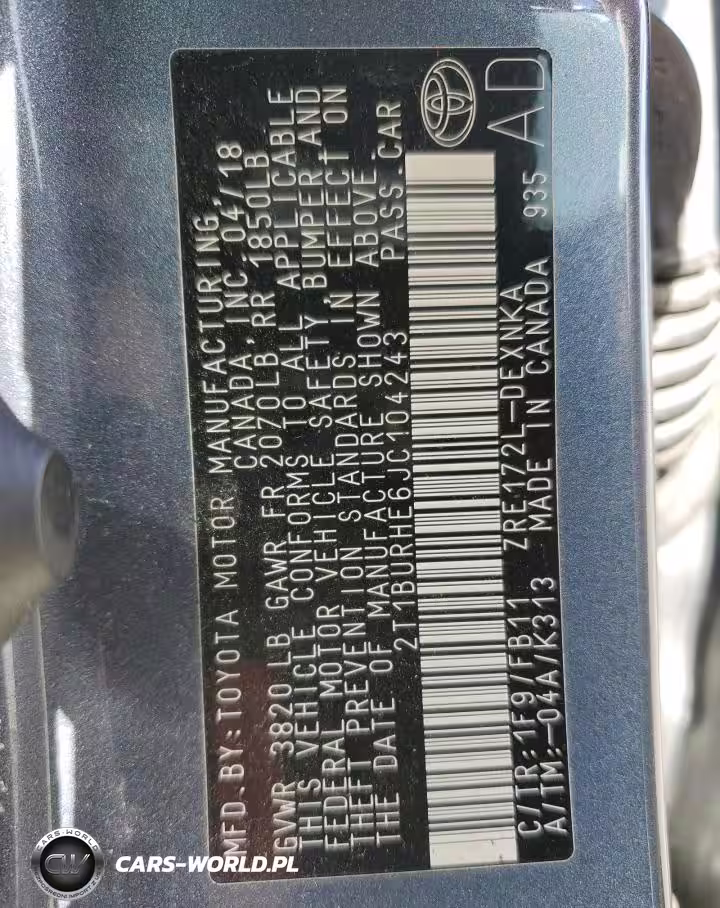 MFD.BY:TOYOTA MOTOR MANUFACTURING,
CANADA, INC.04/18
GVWR 3820LB GAWR FR 2070LB RR 1850LB
THIS VEHICLE CONFORMS TO ALL APPLICABLE
FEDERAL MOTOR VEHICLE SAFETY, BUMPER AND
THEFT PREVENTION STANDARDS IN EFFECT ON
THE DATE OF MANUFACTURE SHOWN ABOVE.
2T1BURHE6JC104243 PASS.CAR
C/TR:1F9/FB11 ZRE172L-DEXNKA
A/TM:-04A/K313 MADE IN CANADA 935
AD
CARS-WORLD
CW
CARS-WORLD.PL